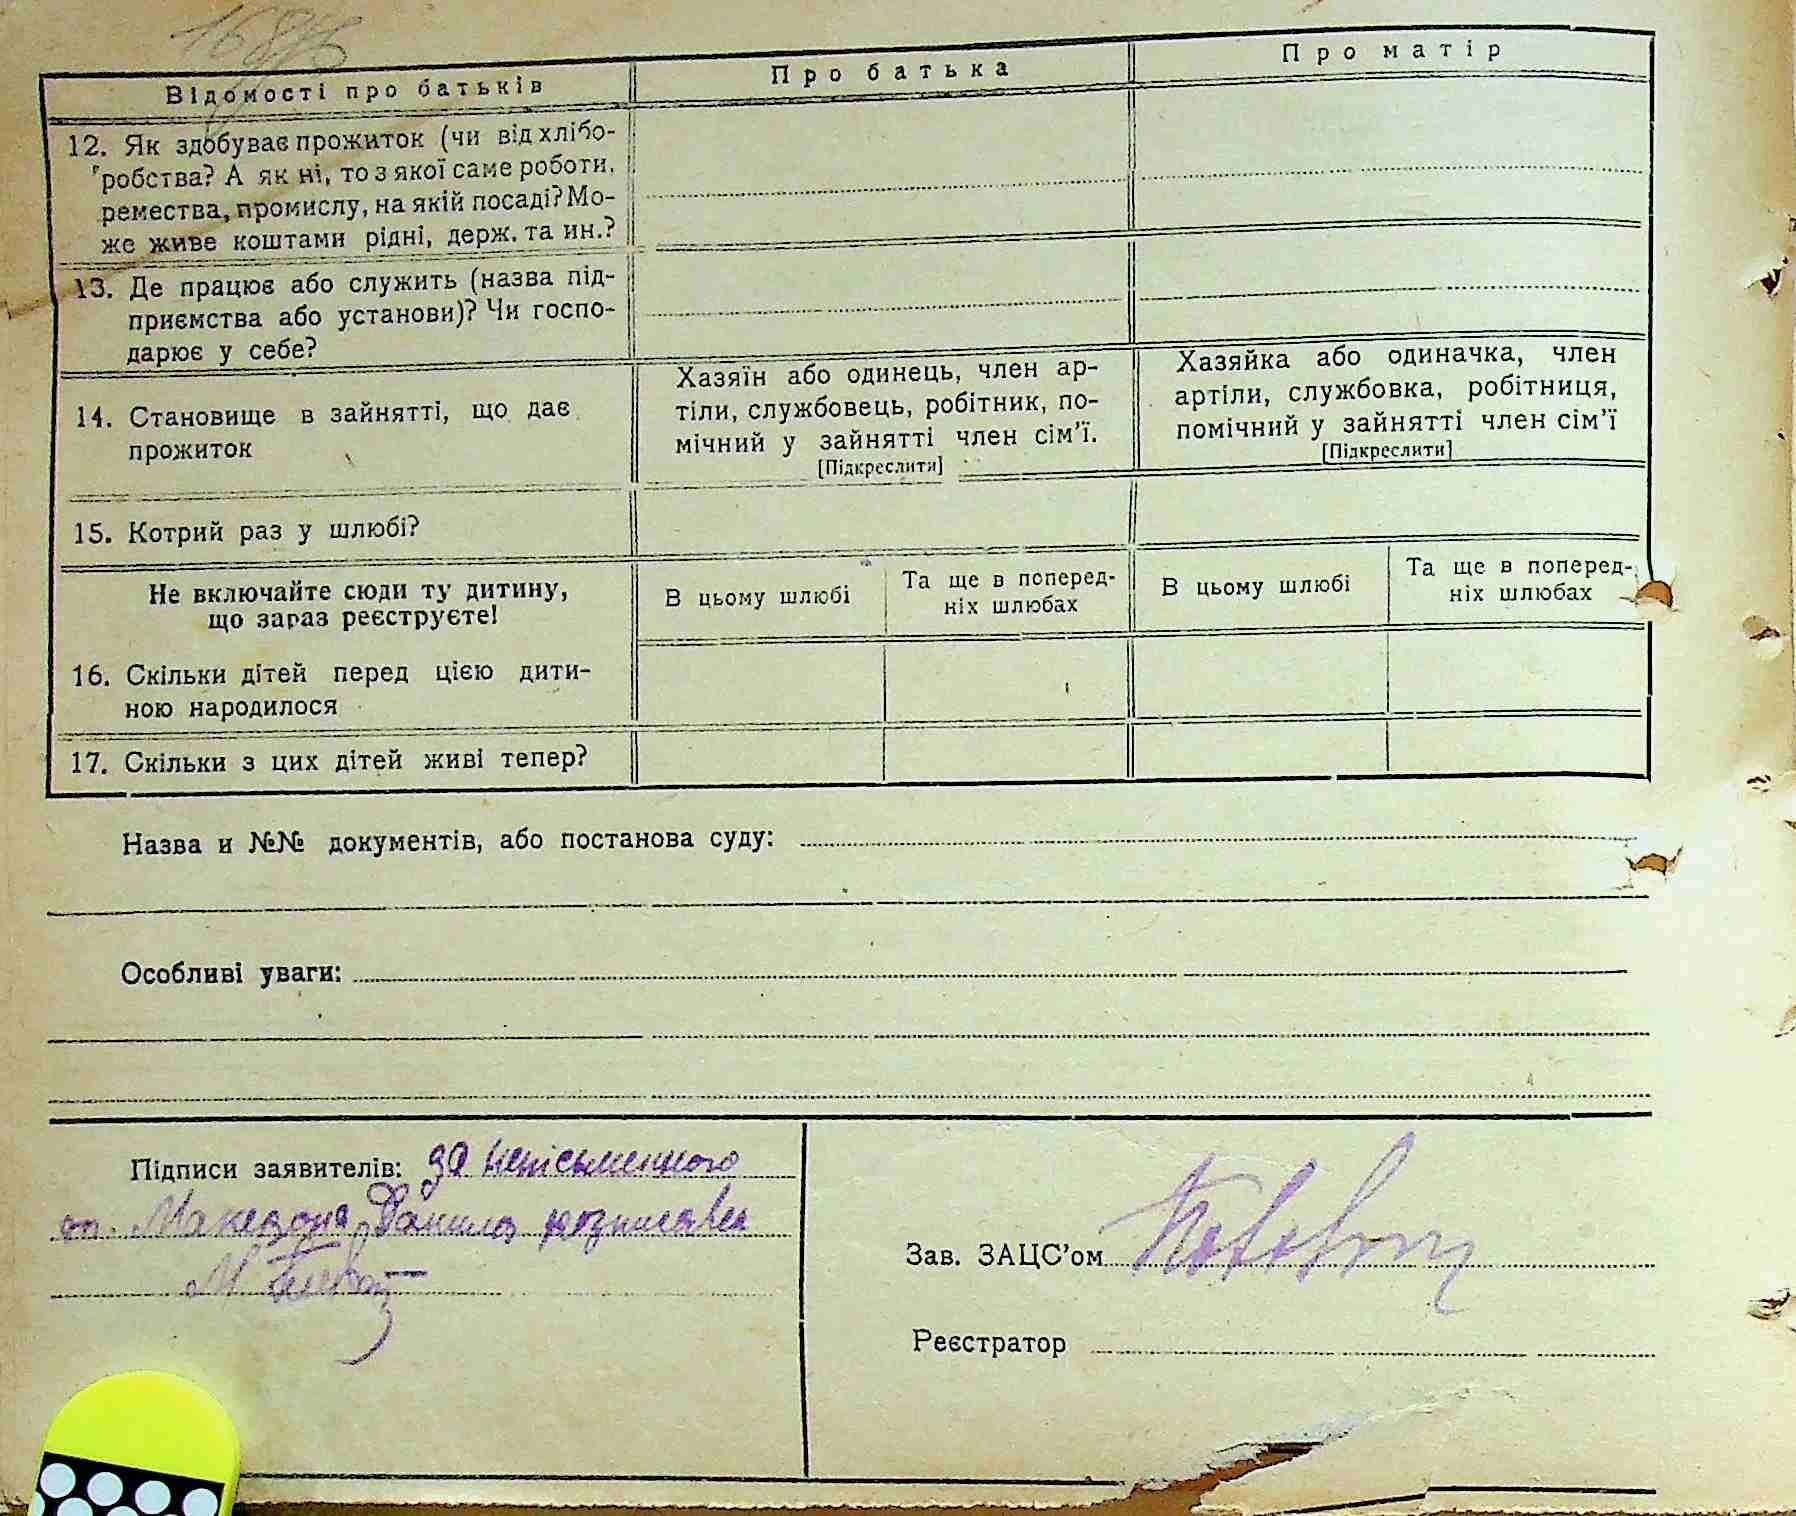 Відомості про батьків
Про батька
Про матір
12. Як здобуває прожиток (чи від хлібо-
робства? А як ні, то з якої саме роботи,
ремества, промислу, на якій посаді? Мо-
же живе коштами рідні, держ. та ин.?
13. Де працює або служить (назва під-
приємства або установи)? Чи госпо-
дарює у себе?
14. Становище в зайнятті, що дає
прожиток
Хазяїн або одинець, член ар-
тіли, службовець, робітник, по-
мічний у зайнятті член сім'ї.
[Підкреслити]
Хазяйка або одиначка, член
артіли, службовка, робітниця,
помічний у зайнятті член сім'ї
[Підкреслити]
15. Котрий раз у шлюбі?
Не включайте сюди ту дитину,
що зараз реєструєте!
В цьому шлюбі
Та ще в поперед-
ніх шлюбах
В цьому шлюбі
Та ще в поперед-
ніх шлюбах
16. Скільки дітей перед цією дити-
ною народилося
17. Скільки з цих дітей живі тепер?
Назва и №№ документів, або постанова суду:
Особливі уваги:
Підписи заявителів: за непісьменного
Македона Данила розписався
Зав. ЗАЦС'ом
Реєстратор